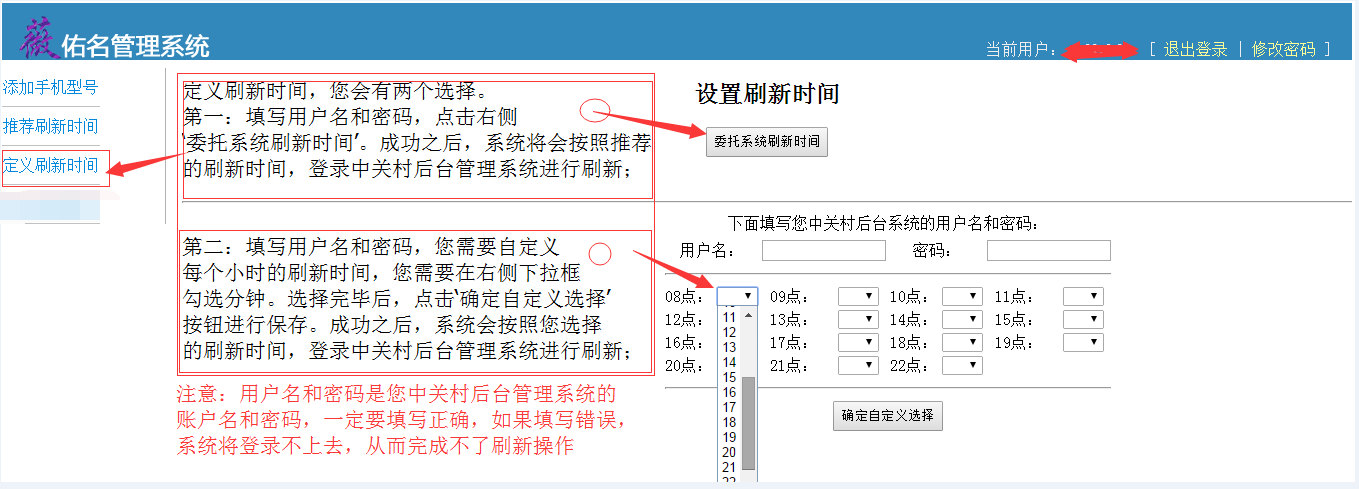 薇佑名管理系统
当前用户： [ 退出登录 | 修改密码 ]
添加手机型号
推荐刷新时间
定义刷新时间
定义刷新时间，您会有两个选择。
第一：填写用户名和密码，点击右侧
'委托系统刷新时间'。成功之后，系统将会按照推荐
的刷新时间，登录中关村后台管理系统进行刷新；
第二：填写用户名和密码，您需要自定义
每个小时的刷新时间，您需要在右侧下拉框
勾选分钟。选择完毕后，点击'确定自定义选择'
按钮进行保存。成功之后，系统会按照您选择
的刷新时间，登录中关村后台管理系统进行刷新；
注意：用户名和密码是您中关村后台管理系统的
账户名和密码，一定要填写正确，如果填写错误，
系统将登录不上去，从而完成不了刷新操作
设置刷新时间
委托系统刷新时间
下面填写您中关村后台系统的用户名和密码：
用户名： 密码：
08点： 09点： 10点： 11点：
12点： 13点： 14点： 15点：
16点： 17点： 18点： 19点：
20点： 21点： 22点：
11
12
13
14
15
16
17
18
19
20
21
22
确定自定义选择